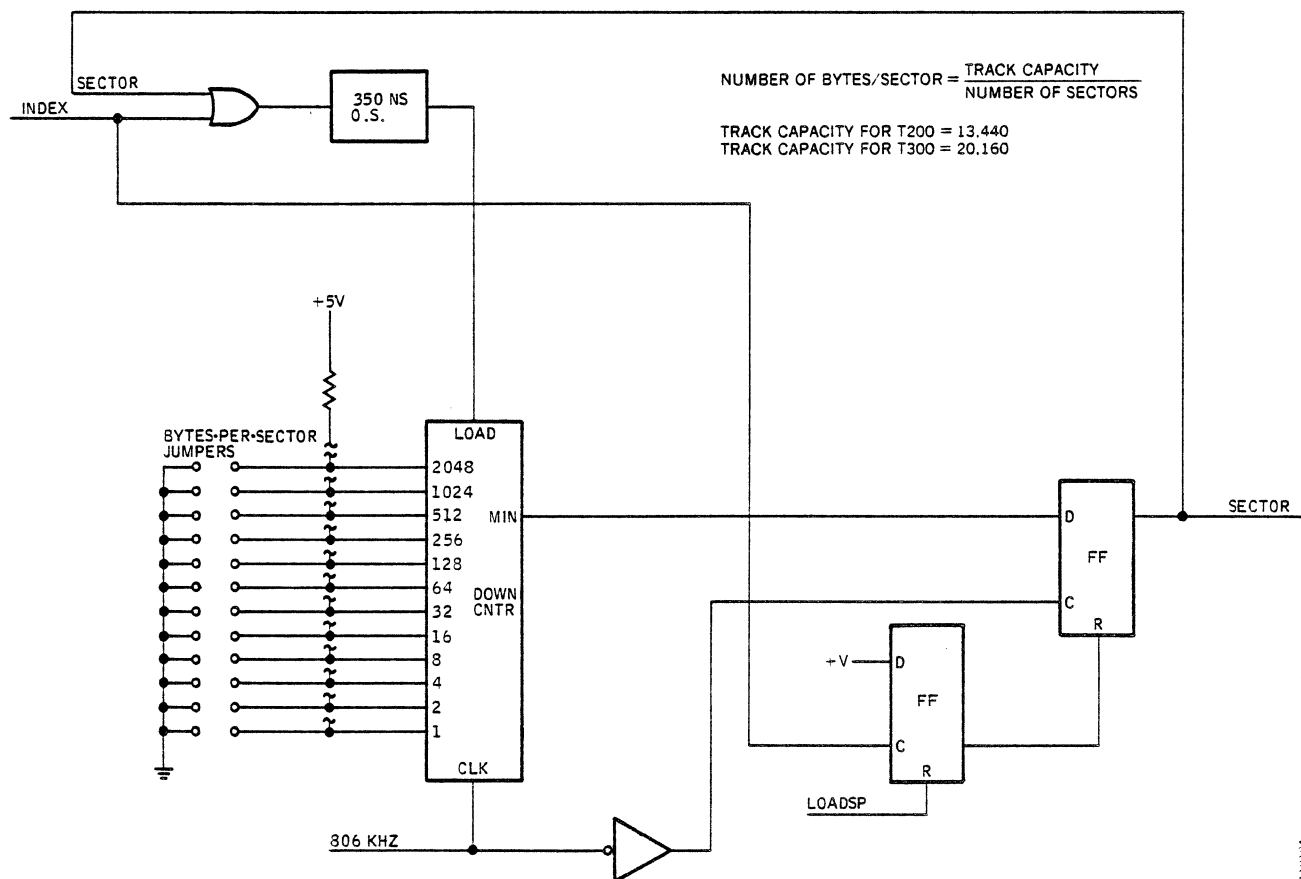 SECTOR
INDEX
350 NS
O.S.
NUMBER OF BYTES/SECTOR = TRACK CAPACITY
NUMBER OF SECTORS
TRACK CAPACITY FOR T200 = 13.440
TRACK CAPACITY FOR T300 = 20.160
+5V
BYTES·PER·SECTOR
JUMPERS
LOAD
2048
1024
512
256
128
64
32
16
8
4
2
1
MIN
DOWN
CNTR
CLK
D
FF
C
R
SECTOR
+V
D
FF
C
R
LOADSP
806 KHZ